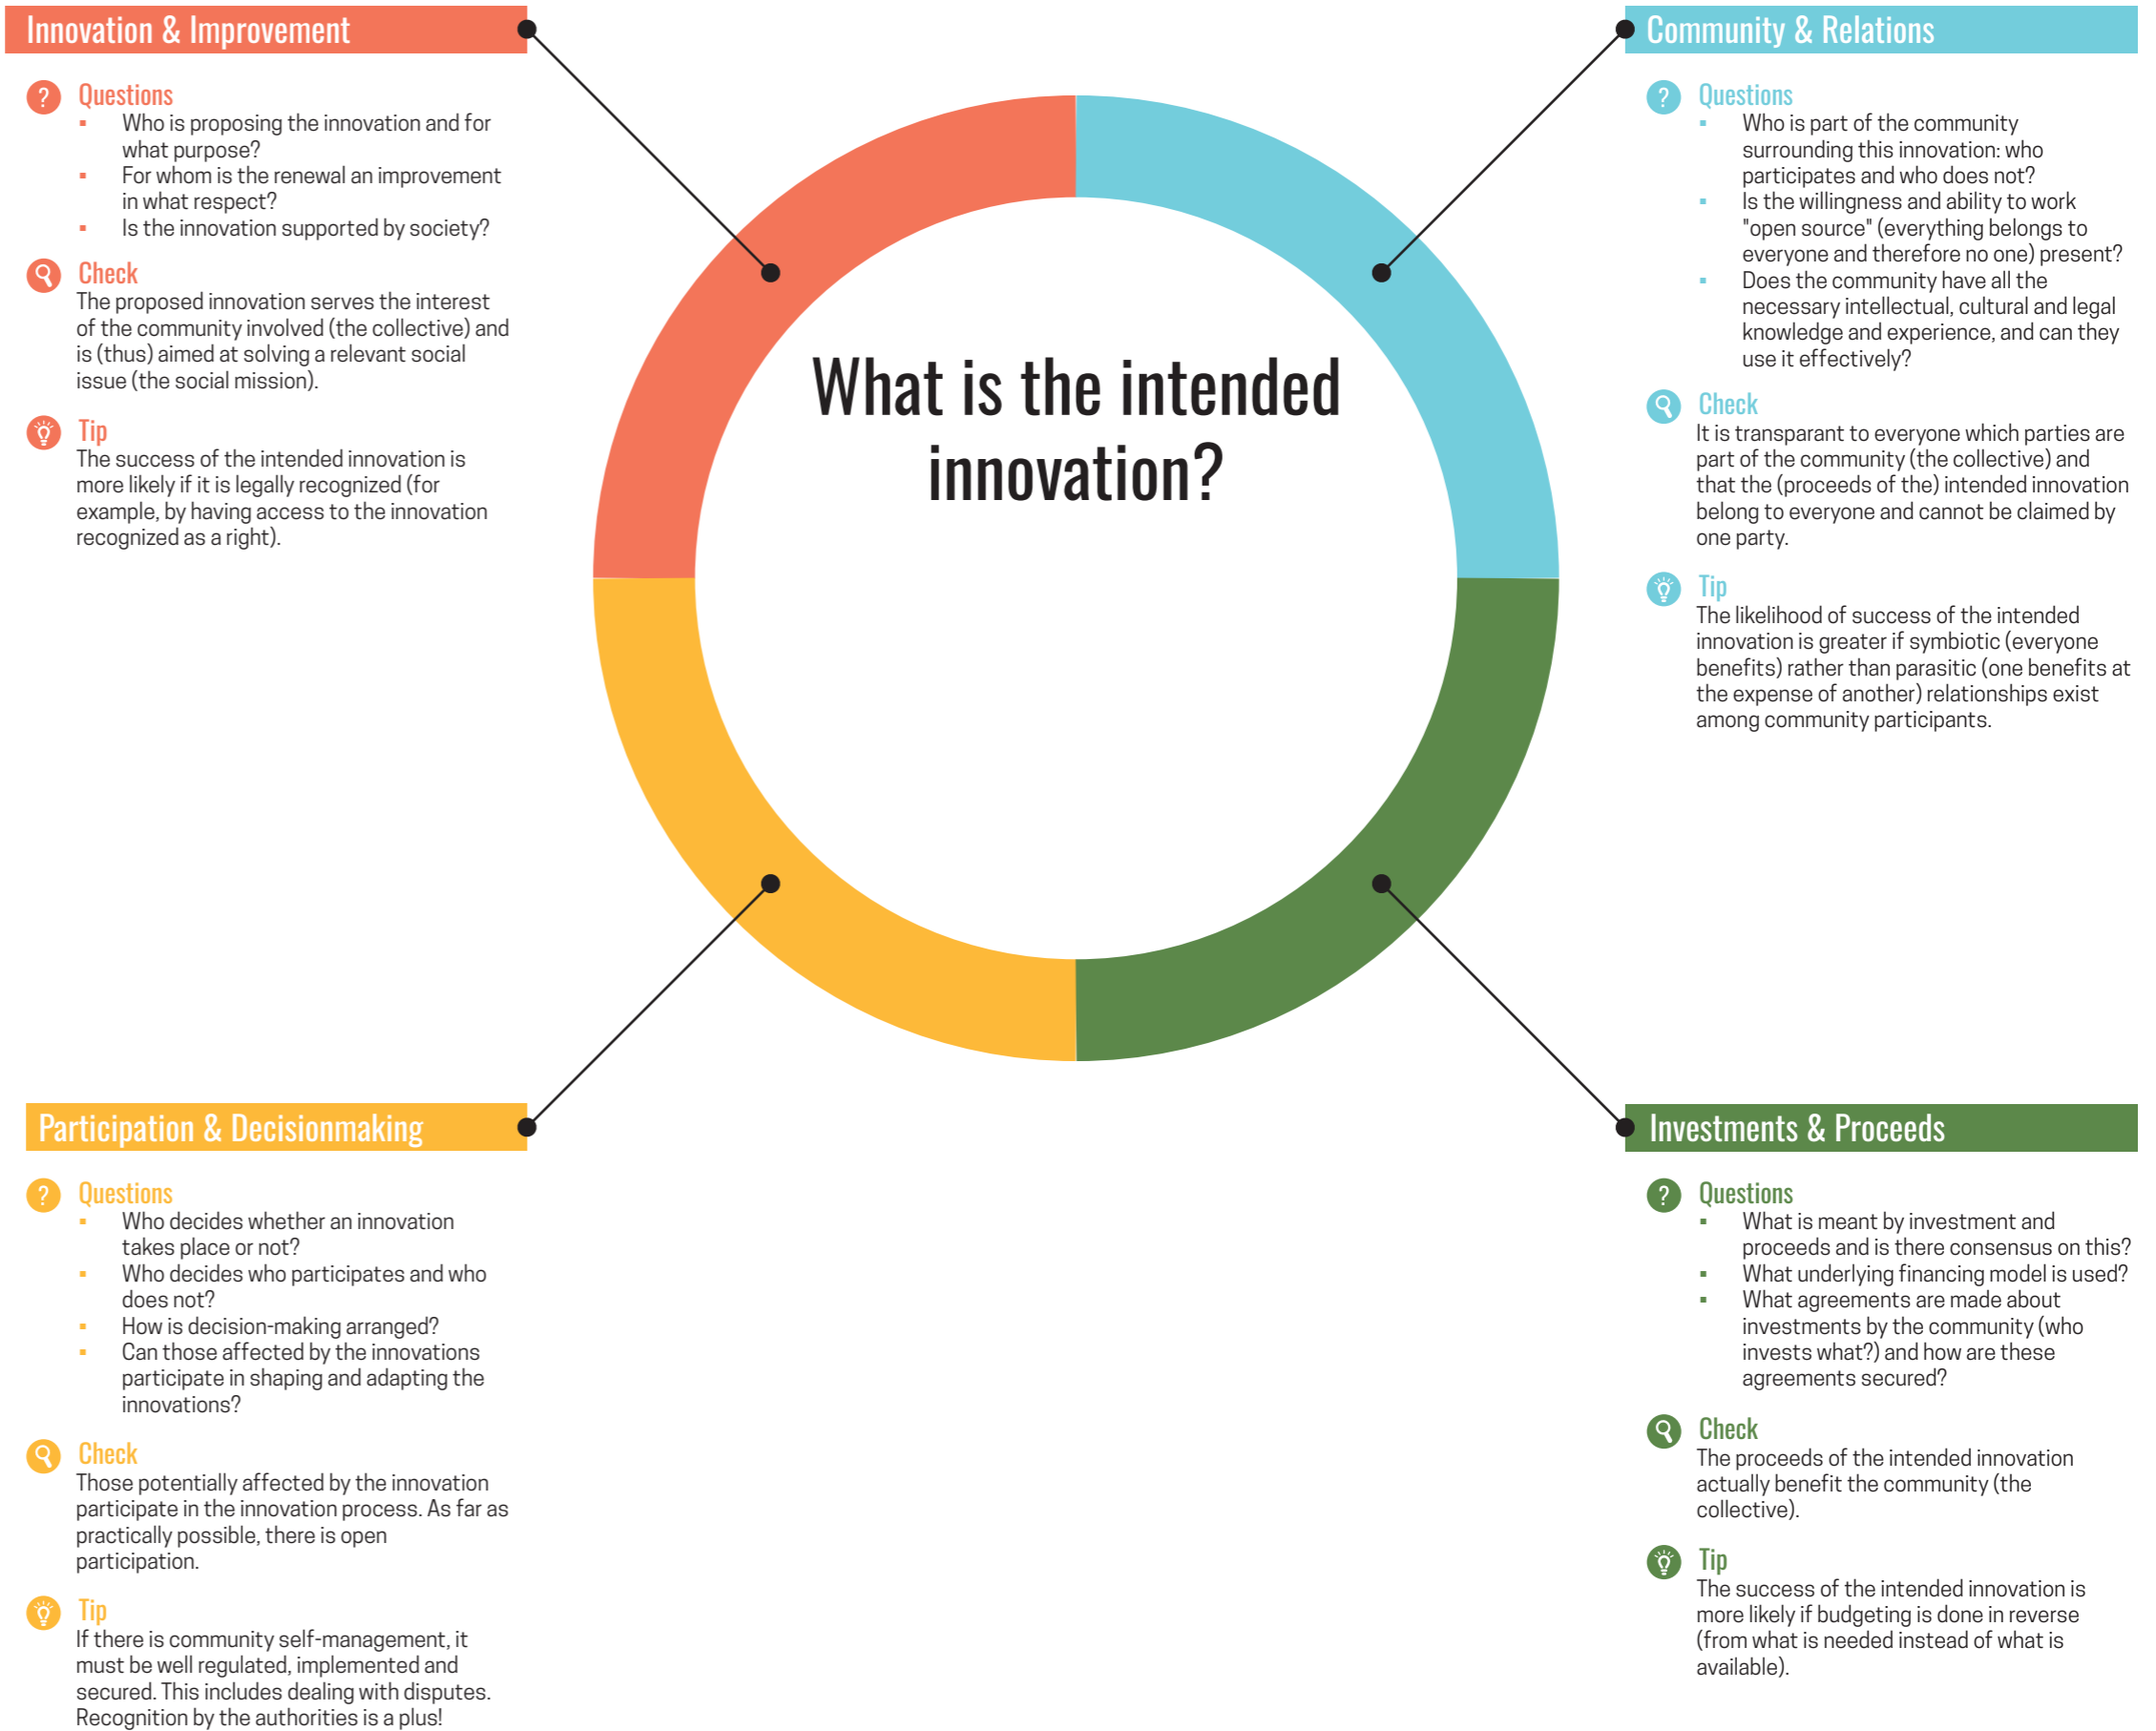 Innovation & Improvement
Questions
▪ Who is proposing the innovation and for
what purpose?
▪ For whom is the renewal an improvement
in what respect?
▪ Is the innovation supported by society?
Check
The proposed innovation serves the interest
of the community involved (the collective) and
is (thus) aimed at solving a relevant social
issue (the social mission).
Tip
The success of the intended innovation is
more likely if it is legally recognized (for
example, by having access to the innovation
recognized as a right).
Community & Relations
Questions
▪ Who is part of the community
surrounding this innovation: who
participates and who does not?
▪ Is the willingness and ability to work
"open source" (everything belongs to
everyone and therefore no one) present?
▪ Does the community have all the
necessary intellectual, cultural and legal
knowledge and experience, and can they
use it effectively?
Check
It is transparant to everyone which parties are
part of the community (the collective) and
that the (proceeds of the) intended innovation
belong to everyone and cannot be claimed by
one party.
Tip
The likelihood of success of the intended
innovation is greater if symbiotic (everyone
benefits) rather than parasitic (one benefits at
the expense of another) relationships exist
among community participants.
What is the intended
innovation?
Participation & Decisionmaking
Questions
▪ Who decides whether an innovation
takes place or not?
▪ Who decides who participates and who
does not?
▪ How is decision-making arranged?
▪ Can those affected by the innovations
participate in shaping and adapting the
innovations?
Check
Those potentially affected by the innovation
participate in the innovation process. As far as
practically possible, there is open
participation.
Tip
If there is community self-management, it
must be well regulated, implemented and
secured. This includes dealing with disputes.
Recognition by the authorities is a plus!
Investments & Proceeds
Questions
▪ What is meant by investment and
proceeds and is there consensus on this?
▪ What underlying financing model is used?
▪ What agreements are made about
investments by the community (who
invests what?) and how are these
agreements secured?
Check
The proceeds of the intended innovation
actually benefit the community (the
collective).
Tip
The success of the intended innovation is
more likely if budgeting is done in reverse
(from what is needed instead of what is
available).